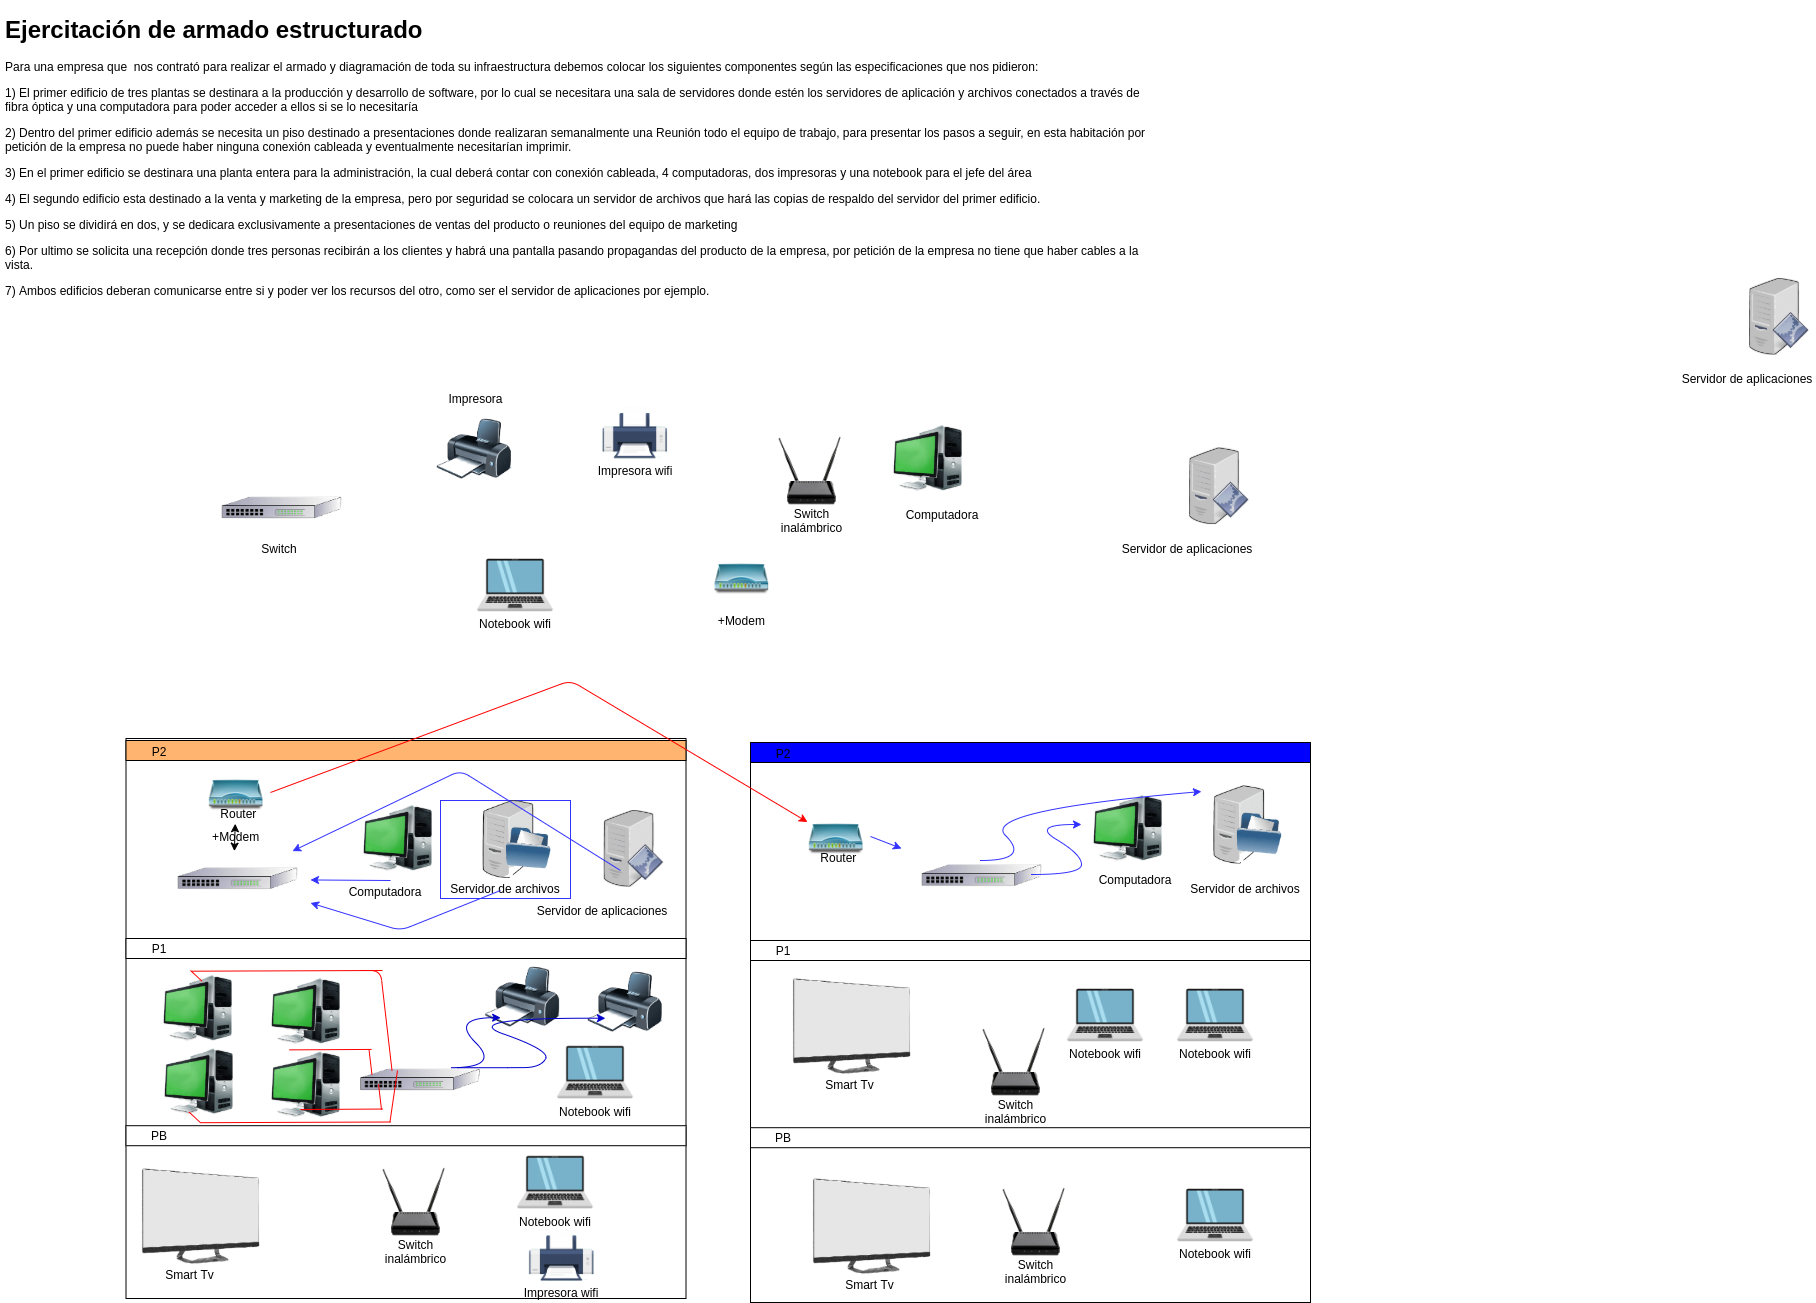 Ejercitación de armado estructurado
Para una empresa que  nos contrató para realizar el armado y diagramación de toda su infraestructura debemos colocar los siguientes componentes según las especificaciones que nos pidieron:
1) El primer edificio de tres plantas se destinara a la producción y desarrollo de software, por lo cual se necesitara una sala de servidores donde estén los servidores de aplicación y archivos conectados a través de
fibra óptica y una computadora para poder acceder a ellos si se lo necesitaría
2) Dentro del primer edificio además se necesita un piso destinado a presentaciones donde realizaran semanalmente una Reunión todo el equipo de trabajo, para presentar los pasos a seguir, en esta habitación por
petición de la empresa no puede haber ninguna conexión cableada y eventualmente necesitarían imprimir.
3) En el primer edificio se destinara una planta entera para la administración, la cual deberá contar con conexión cableada, 4 computadoras, dos impresoras y una notebook para el jefe del área
4) El segundo edificio esta destinado a la venta y marketing de la empresa, pero por seguridad se colocara un servidor de archivos que hará las copias de respaldo del servidor del primer edificio.
5) Un piso se dividirá en dos, y se dedicara exclusivamente a presentaciones de ventas del producto o reuniones del equipo de marketing
6) Por ultimo se solicita una recepción donde tres personas recibirán a los clientes y habrá una pantalla pasando propagandas del producto de la empresa, por petición de la empresa no tiene que haber cables a la
vista.
7) Ambos edificios deberan comunicarse entre si y poder ver los recursos del otro, como ser el servidor de aplicaciones por ejemplo.
Servidor de aplicaciones
Impresora
Impresora wifi
Switch
inalámbrico
Computadora
Servidor de aplicaciones
Switch
Notebook wifi
+Modem
P2
Router
+Modem
Computadora
Servidor de archivos
Servidor de aplicaciones
P1
Notebook wifi
PB
Smart Tv
Switch
inalámbrico
Notebook wifi
Impresora wifi
P2
Router
Computadora
Servidor de archivos
P1
Smart Tv
Switch
inalámbrico
Notebook wifi
Notebook wifi
PB
Smart Tv
Switch
inalámbrico
Notebook wifi